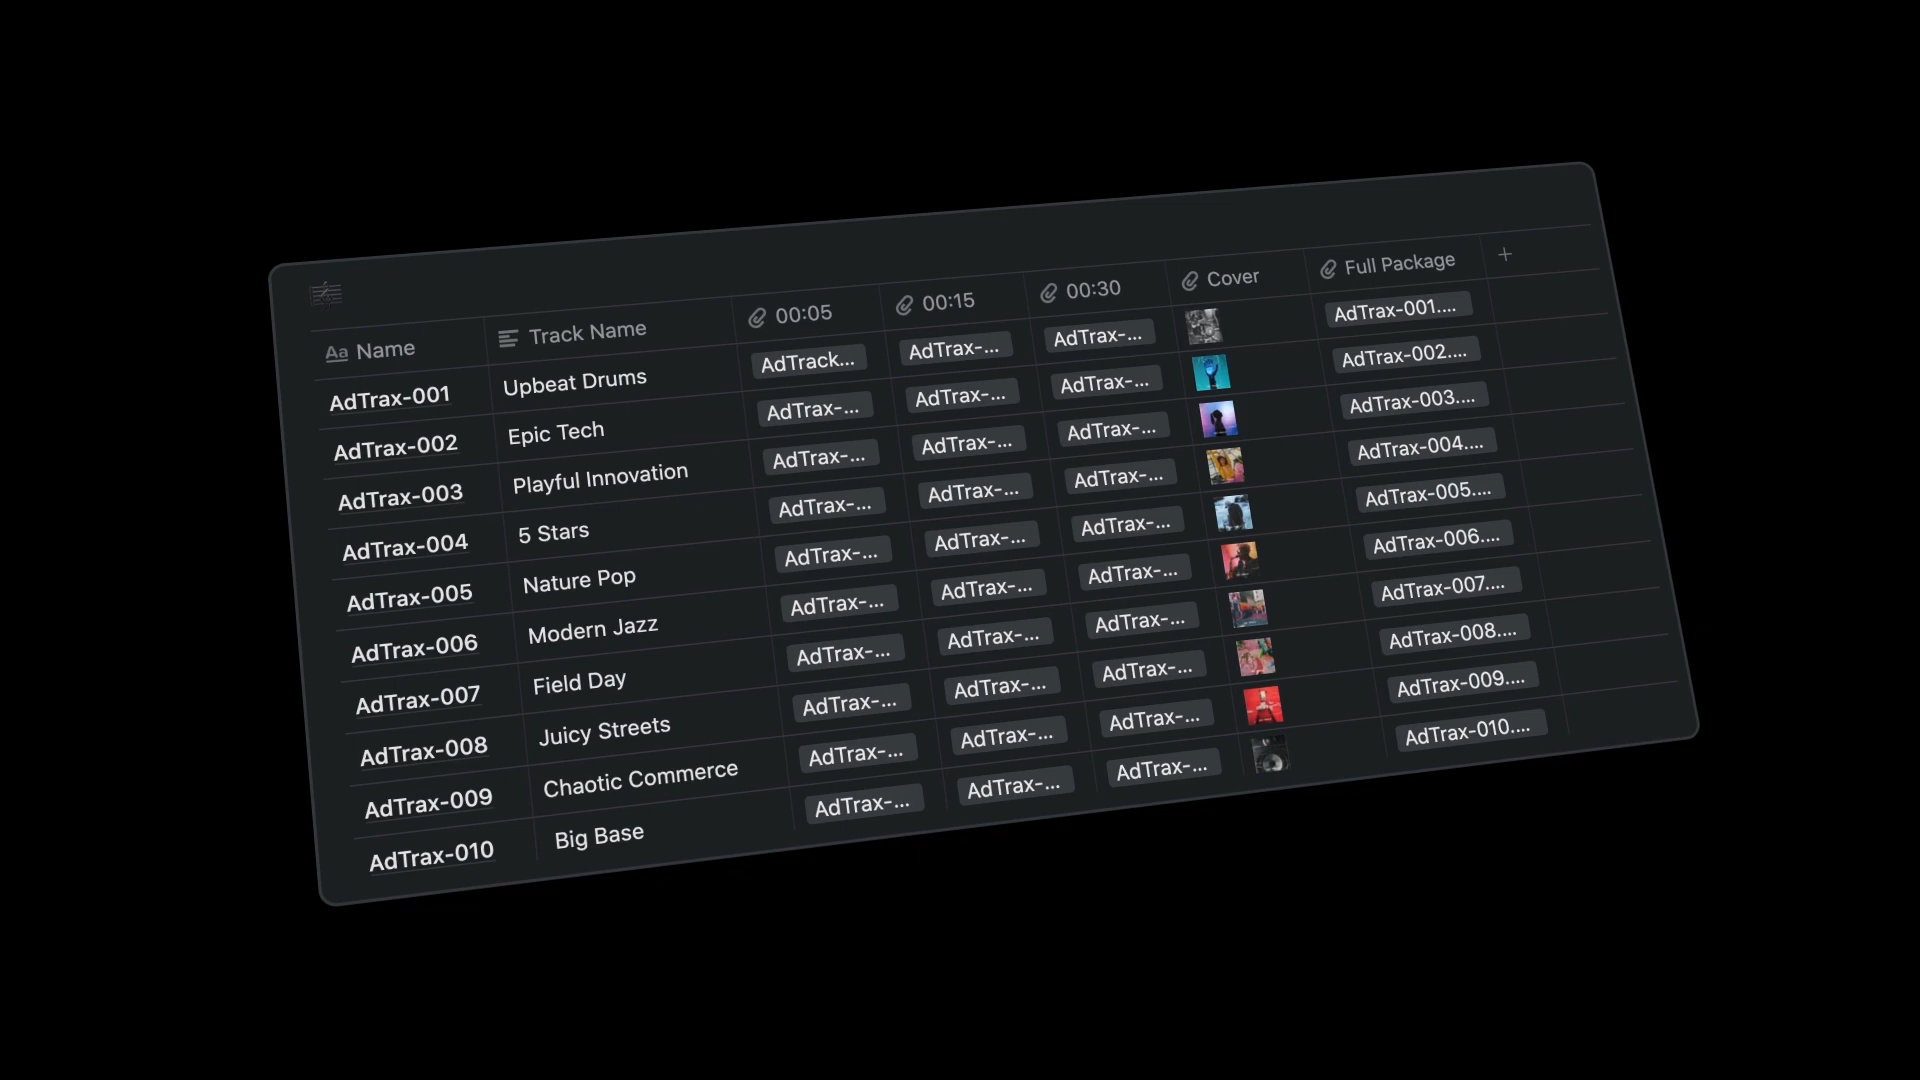 Aa Name Track Name 00:05 00:15 00:30 Cover Full Package +
AdTrax-001 Upbeat Drums AdTrack... AdTrax-... AdTrax-... AdTrax-001....
AdTrax-002 Epic Tech AdTrax-... AdTrax-... AdTrax-... AdTrax-002....
AdTrax-003 Playful Innovation AdTrax-... AdTrax-... AdTrax-... AdTrax-003....
AdTrax-004 5 Stars AdTrax-... AdTrax-... AdTrax-... AdTrax-004....
AdTrax-005 Nature Pop AdTrax-... AdTrax-... AdTrax-... AdTrax-005....
AdTrax-006 Modern Jazz AdTrax-... AdTrax-... AdTrax-... AdTrax-006....
AdTrax-007 Field Day AdTrax-... AdTrax-... AdTrax-... AdTrax-007....
AdTrax-008 Juicy Streets AdTrax-... AdTrax-... AdTrax-... AdTrax-008....
AdTrax-009 Chaotic Commerce AdTrax-... AdTrax-... AdTrax-... AdTrax-009....
AdTrax-010 Big Base AdTrax-... AdTrax-... AdTrax-... AdTrax-010....